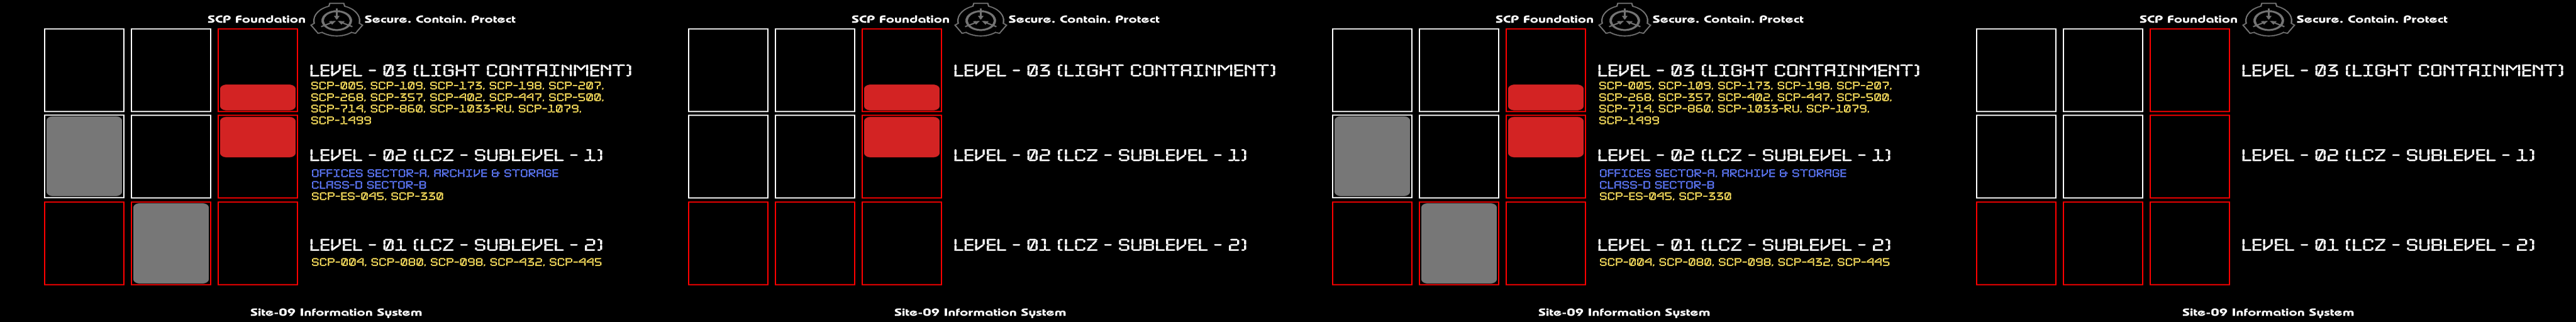 SCP Foundation Secure. Contain. Protect
LEVEL - 03 (LIGHT CONTAINMENT)
SCP-005, SCP-109, SCP-173, SCP-198, SCP-207,
SCP-268, SCP-357, SCP-402, SCP-447, SCP-500,
SCP-714, SCP-860, SCP-1033-RU, SCP-1079,
SCP-1499
LEVEL - 02 (LCZ - SUBLEVEL - 1)
OFFICES SECTOR-A, ARCHIVE & STORAGE
CLASS-D SECTOR-B
SCP-ES-045, SCP-330
LEVEL - 01 (LCZ - SUBLEVEL - 2)
SCP-004, SCP-080, SCP-098, SCP-432, SCP-445
Site-09 Information System
SCP Foundation Secure. Contain. Protect
LEVEL - 03 (LIGHT CONTAINMENT)
LEVEL - 02 (LCZ - SUBLEVEL - 1)
LEVEL - 01 (LCZ - SUBLEVEL - 2)
Site-09 Information System
SCP Foundation Secure. Contain. Protect
LEVEL - 03 (LIGHT CONTAINMENT)
SCP-005, SCP-109, SCP-173, SCP-198, SCP-207,
SCP-268, SCP-357, SCP-402, SCP-447, SCP-500,
SCP-714, SCP-860, SCP-1033-RU, SCP-1079,
SCP-1499
LEVEL - 02 (LCZ - SUBLEVEL - 1)
OFFICES SECTOR-A, ARCHIVE & STORAGE
CLASS-D SECTOR-B
SCP-ES-045, SCP-330
LEVEL - 01 (LCZ - SUBLEVEL - 2)
SCP-004, SCP-080, SCP-098, SCP-432, SCP-445
Site-09 Information System
SCP Foundation Secure. Contain. Protect
LEVEL - 03 (LIGHT CONTAINMENT)
LEVEL - 02 (LCZ - SUBLEVEL - 1)
LEVEL - 01 (LCZ - SUBLEVEL - 2)
Site-09 Information System